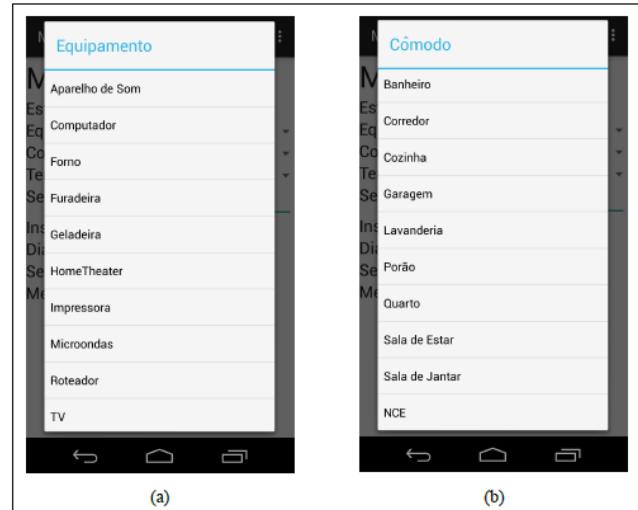 Equipamento
Aparelho de Som
Computador
Forno
Furadeira
Geladeira
HomeTheater
Impressora
Microondas
Roteador
TV
(a)
Cômodo
Banheiro
Corredor
Cozinha
Garagem
Lavanderia
Porão
Quarto
Sala de Estar
Sala de Jantar
NCE
(b)